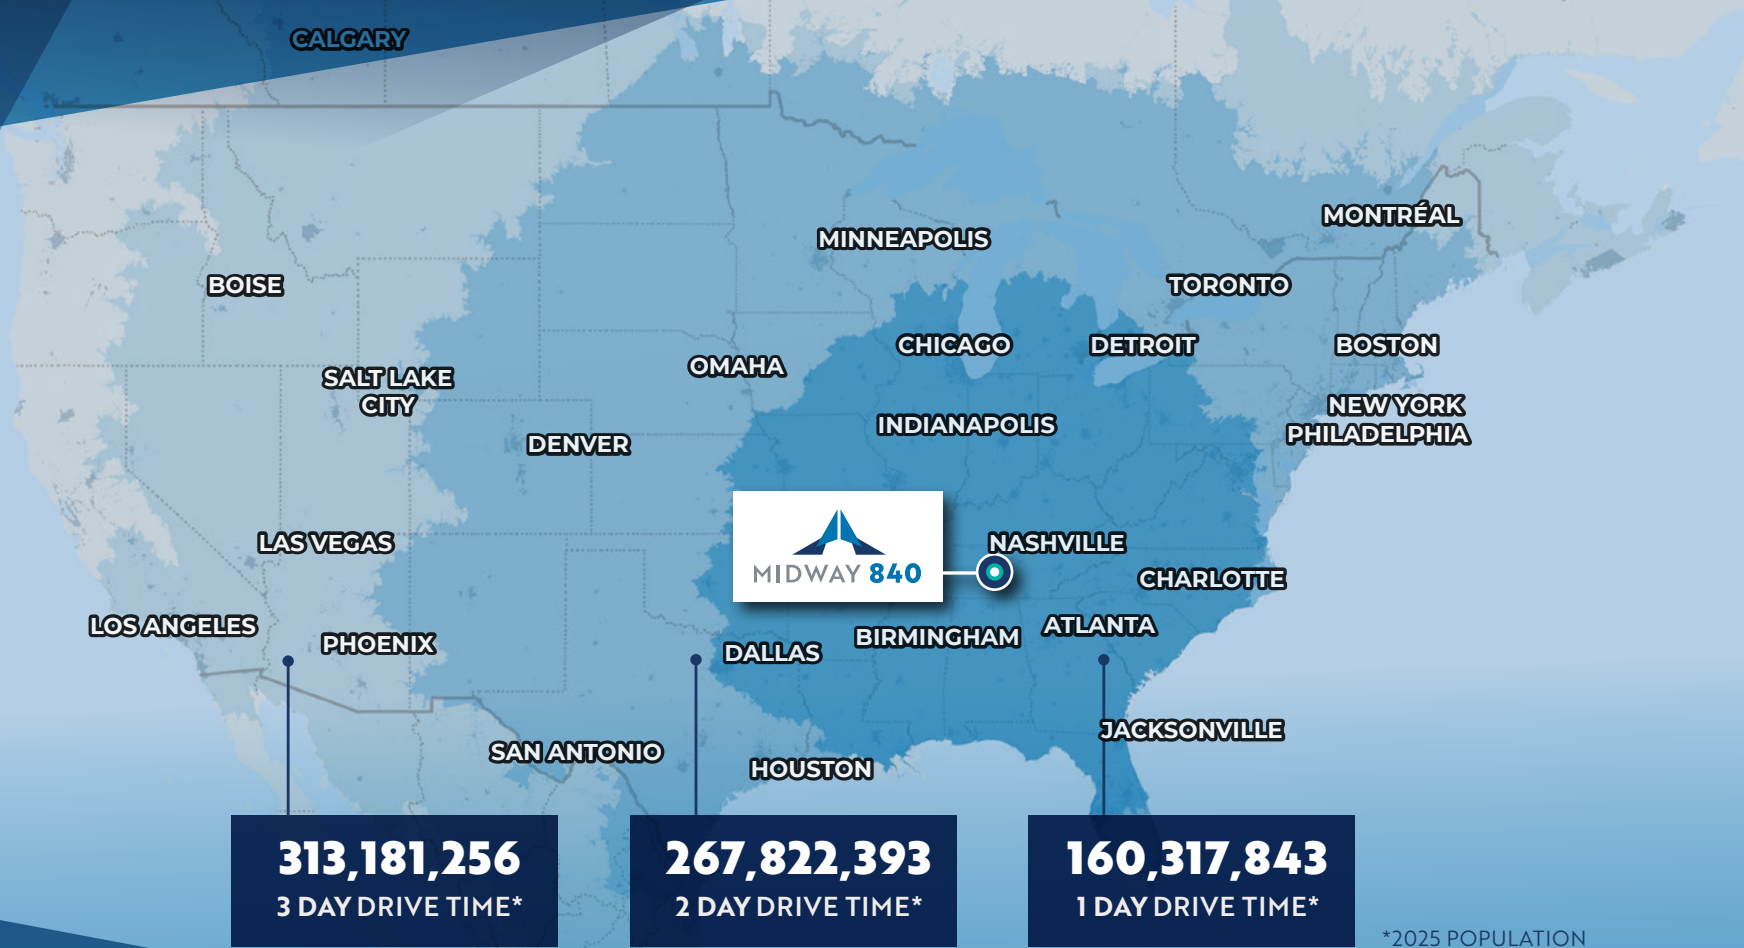 CALGARY
MONTRÉAL
MINNEAPOLIS
TORONTO
BOISE
CHICAGO
DETROIT
BOSTON
OMAHA
SALT LAKE
CITY
NEW YORK
PHILADELPHIA
INDIANAPOLIS
DENVER
LAS VEGAS
NASHVILLE
MIDWAY 840
CHARLOTTE
LOS ANGELES
PHOENIX
BIRMINGHAM
ATLANTA
DALLAS
JACKSONVILLE
SAN ANTONIO
HOUSTON
313,181,256
3 DAY DRIVE TIME*
267,822,393
2 DAY DRIVE TIME*
160,317,843
1 DAY DRIVE TIME*
*2025 POPULATION